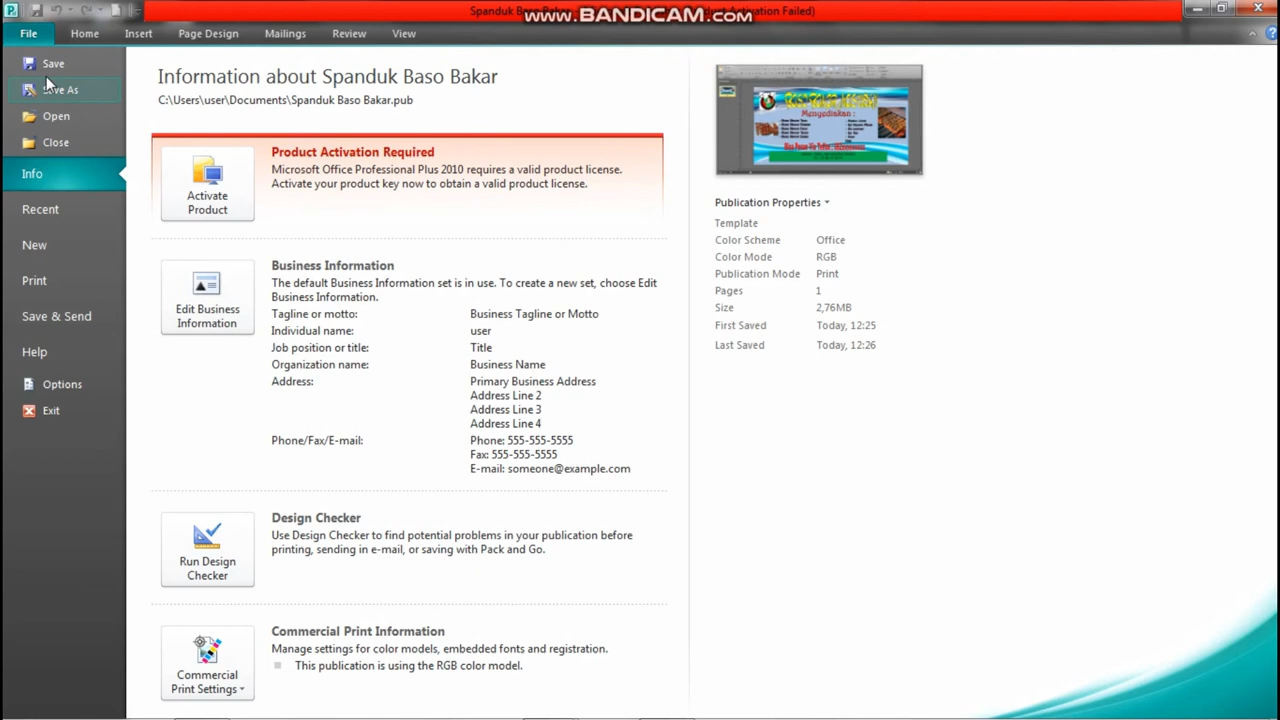 Spanduk Baso Bakar
Activation Failed)
www.BANDICAM.com
File Home Insert Page Design Mailings Review View
Save
Save As
Open
Close
Info
Recent
New
Print
Save & Send
Help
Options
Exit
Information about Spanduk Baso Bakar
C:\Users\user\Documents\Spanduk Baso Bakar.pub
Activate
Product
Product Activation Required
Microsoft Office Professional Plus 2010 requires a valid product license.
Activate your product key now to obtain a valid product license.
Edit Business
Information
Business Information
The default Business Information set is in use. To create a new set, choose Edit
Business Information.
Tagline or motto: Business Tagline or Motto
Individual name: user
Job position or title: Title
Organization name: Business Name
Address: Primary Business Address
Address Line 2
Address Line 3
Address Line 4
Phone/Fax/E-mail: Phone: 555-555-5555
Fax: 555-555-5555
E-mail: someone@example.com
Run Design
Checker
Design Checker
Use Design Checker to find potential problems in your publication before
printing, sending in e-mail, or saving with Pack and Go.
Commercial
Print Settings
Commercial Print Information
Manage settings for color models, embedded fonts and registration.
This publication is using the RGB color model.
Menyediakan :
Publication Properties
Template
Color Scheme Office
Color Mode RGB
Publication Mode Print
Pages 1
Size 2,76MB
First Saved Today, 12:25
Last Saved Today, 12:26